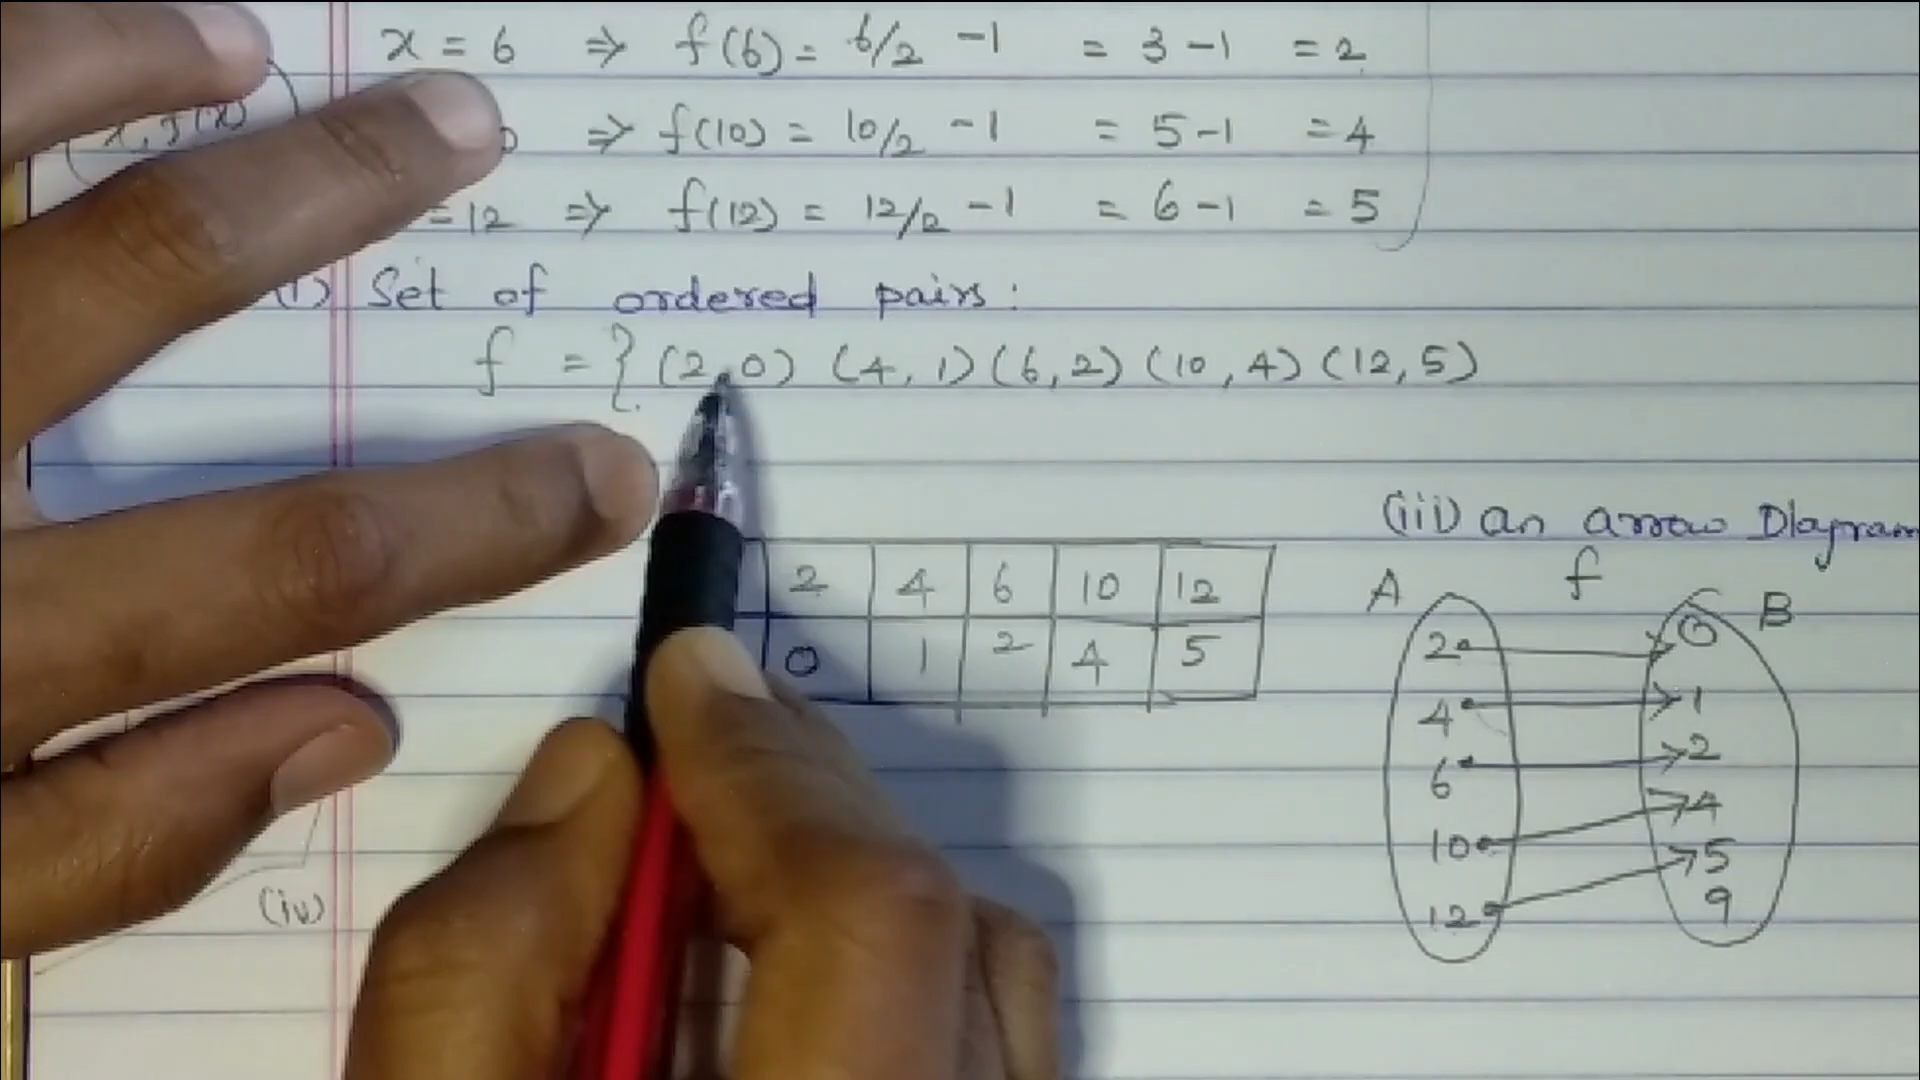 x = 6 ⇒ f(6) = 6/2 - 1 = 3 - 1 = 2
⇒ f(10) = 10/2 - 1 = 5 - 1 = 4
= 12 ⇒ f(12) = 12/2 - 1 = 6 - 1 = 5
x, f(x)
(i) Set of ordered pairs:
f = } (2,0) (4,1) (6,2) (10,4) (12,5)
2 4 6 10 12
0 1 2 4 5
(iii) an arrow Diagram
A f B
2 0
4 1
6 2
10 4
12 5
9
(iv)